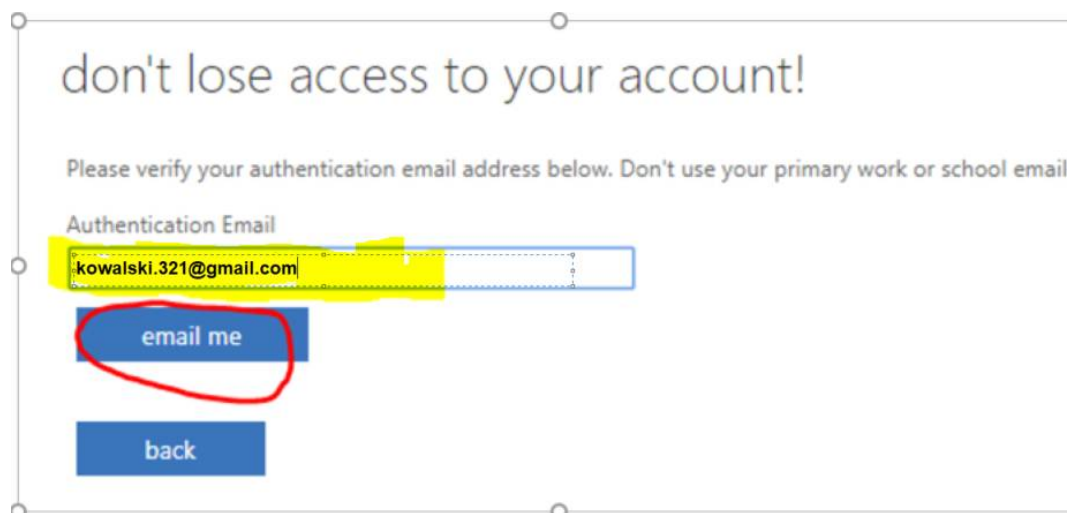 don't lose access to your account!
Please verify your authentication email address below. Don't use your primary work or school email
Authentication Email
kowalski.321@gmail.com
email me
back